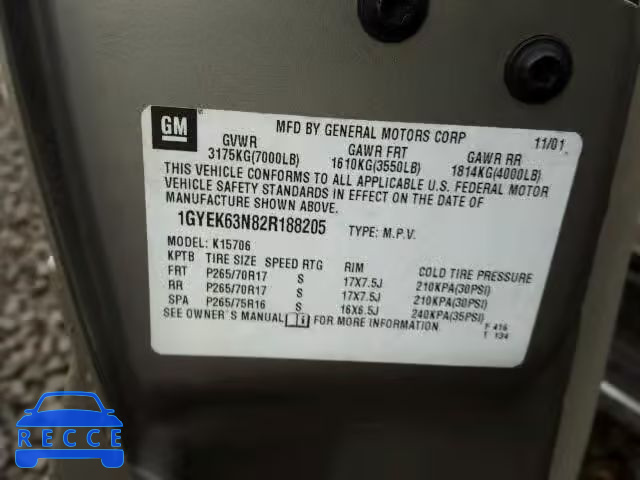 GM
MFD BY GENERAL MOTORS CORP 11/01
GVWR GAWR FRT GAWR RR
3175KG(7000LB) 1610KG(3550LB) 1814KG(4000LB)
THIS VEHICLE CONFORMS TO ALL APPLICABLE U.S. FEDERAL MOTOR
VEHICLE SAFETY STANDARDS IN EFFECT ON THE DATE OF
MANUFACTURE SHOWN ABOVE.
1GYEK63N82R188205 TYPE: M.P.V.
MODEL: K15706
KPTB TIRE SIZE SPEED RTG RIM COLD TIRE PRESSURE
FRT P265/70R17 S 17X7.5J 210KPA(30PSI)
RR P265/70R17 S 17X7.5J 210KPA(30PSI)
SPA P265/75R16 S 16X6.5J 240KPA(35PSI)
SEE OWNER'S MANUAL FOR MORE INFORMATION.
F 416
T 134
RECCE